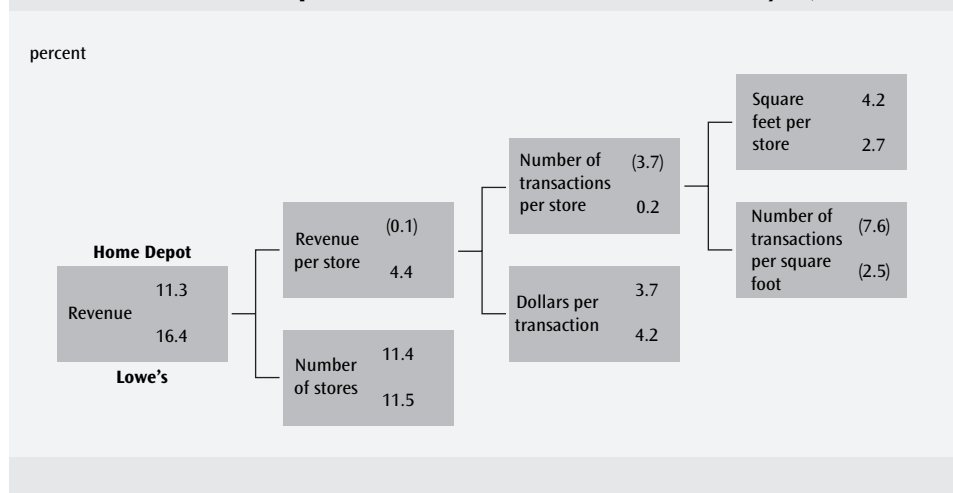 percent
Home Depot
Revenue
11.3
16.4
Lowe's
Revenue
per store
(0.1)
4.4
Number
of stores
11.4
11.5
Number of
transactions
per store
(3.7)
0.2
Dollars per
transaction
3.7
4.2
Square
feet per
store
4.2
2.7
Number of
transactions
per square
foot
(7.6)
(2.5)